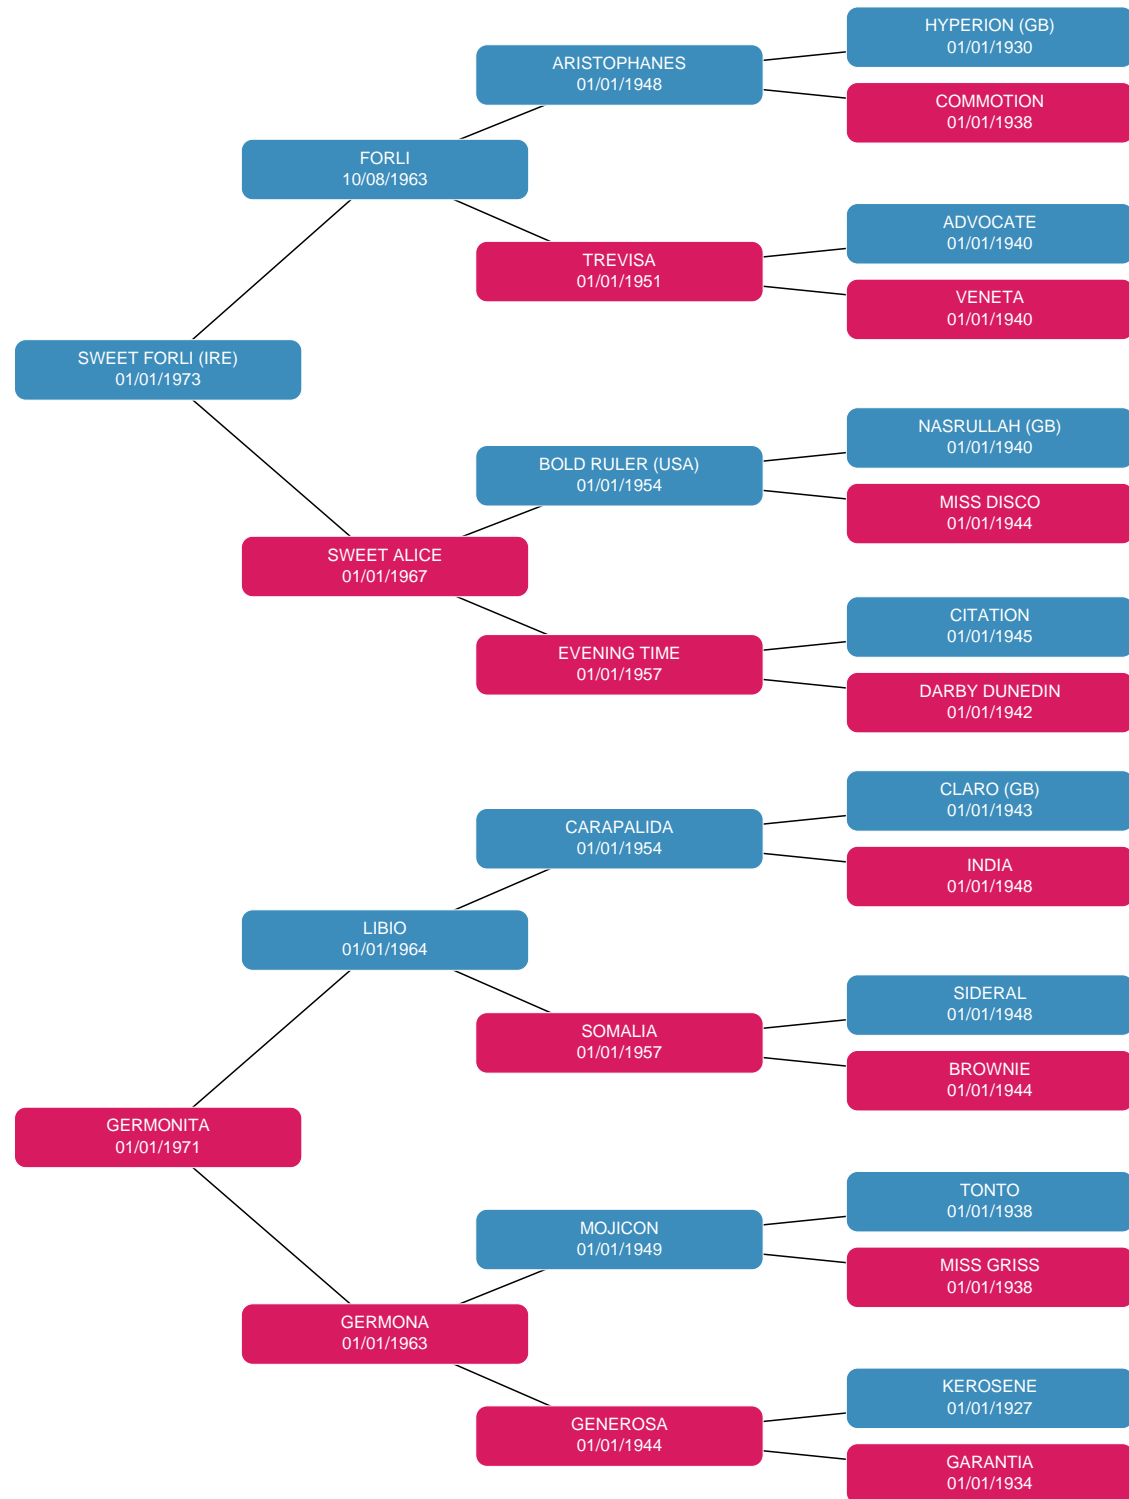 HYPERION (GB)
01/01/1930
ARISTOPHANES
01/01/1948
COMMOTION
01/01/1938
FORLI
10/08/1963
ADVOCATE
01/01/1940
TREVISA
01/01/1951
VENETA
01/01/1940
SWEET FORLI (IRE)
01/01/1973
NASRULLAH (GB)
01/01/1940
BOLD RULER (USA)
01/01/1954
MISS DISCO
01/01/1944
SWEET ALICE
01/01/1967
CITATION
01/01/1945
EVENING TIME
01/01/1957
DARBY DUNEDIN
01/01/1942
CLARO (GB)
01/01/1943
CARAPALIDA
01/01/1954
INDIA
01/01/1948
LIBIO
01/01/1964
SIDERAL
01/01/1948
SOMALIA
01/01/1957
BROWNIE
01/01/1944
GERMONITA
01/01/1971
TONTO
01/01/1938
MOJICON
01/01/1949
MISS GRISS
01/01/1938
GERMONA
01/01/1963
KEROSENE
01/01/1927
GENEROSA
01/01/1944
GARANTIA
01/01/1934